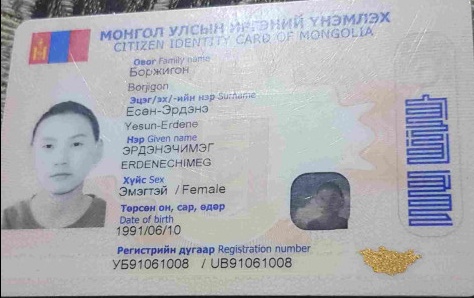 МОНГОЛ УЛСЫН ИРГЭНИЙ ҮНЭМЛЭХ
CITIZEN IDENTITY CARD OF MONGOLIA
Овог Family name
Боржигон
Borjigon
Эцэг/эх/-ийн нэр Surname
Есөн-Эрдэнэ
Yesun-Erdene
Нэр Given name
ЭРДЭНЭЧИМЭГ
ERDENECHIMEG
Хүйс Sex
Эмэгтэй / Female
Төрсөн он, сар, өдөр
Date of birth
1991/06/10
Регистрийн дугаар Registration number
УБ91061008 / UB91061008